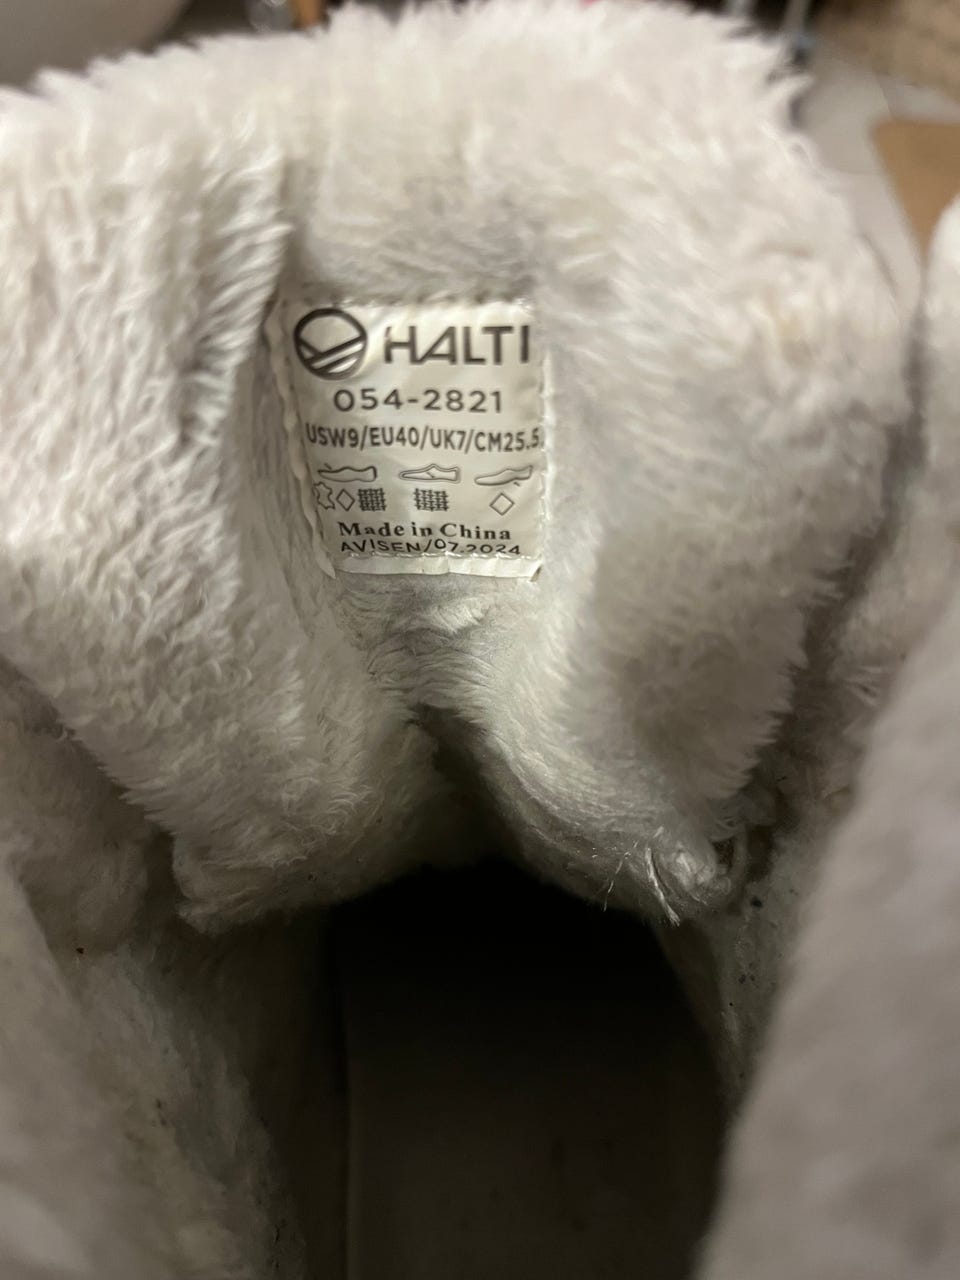 HALTI
054-2821
USW9/EU40/UK7/CM25.5
Made in China
AVISEN/07.2024